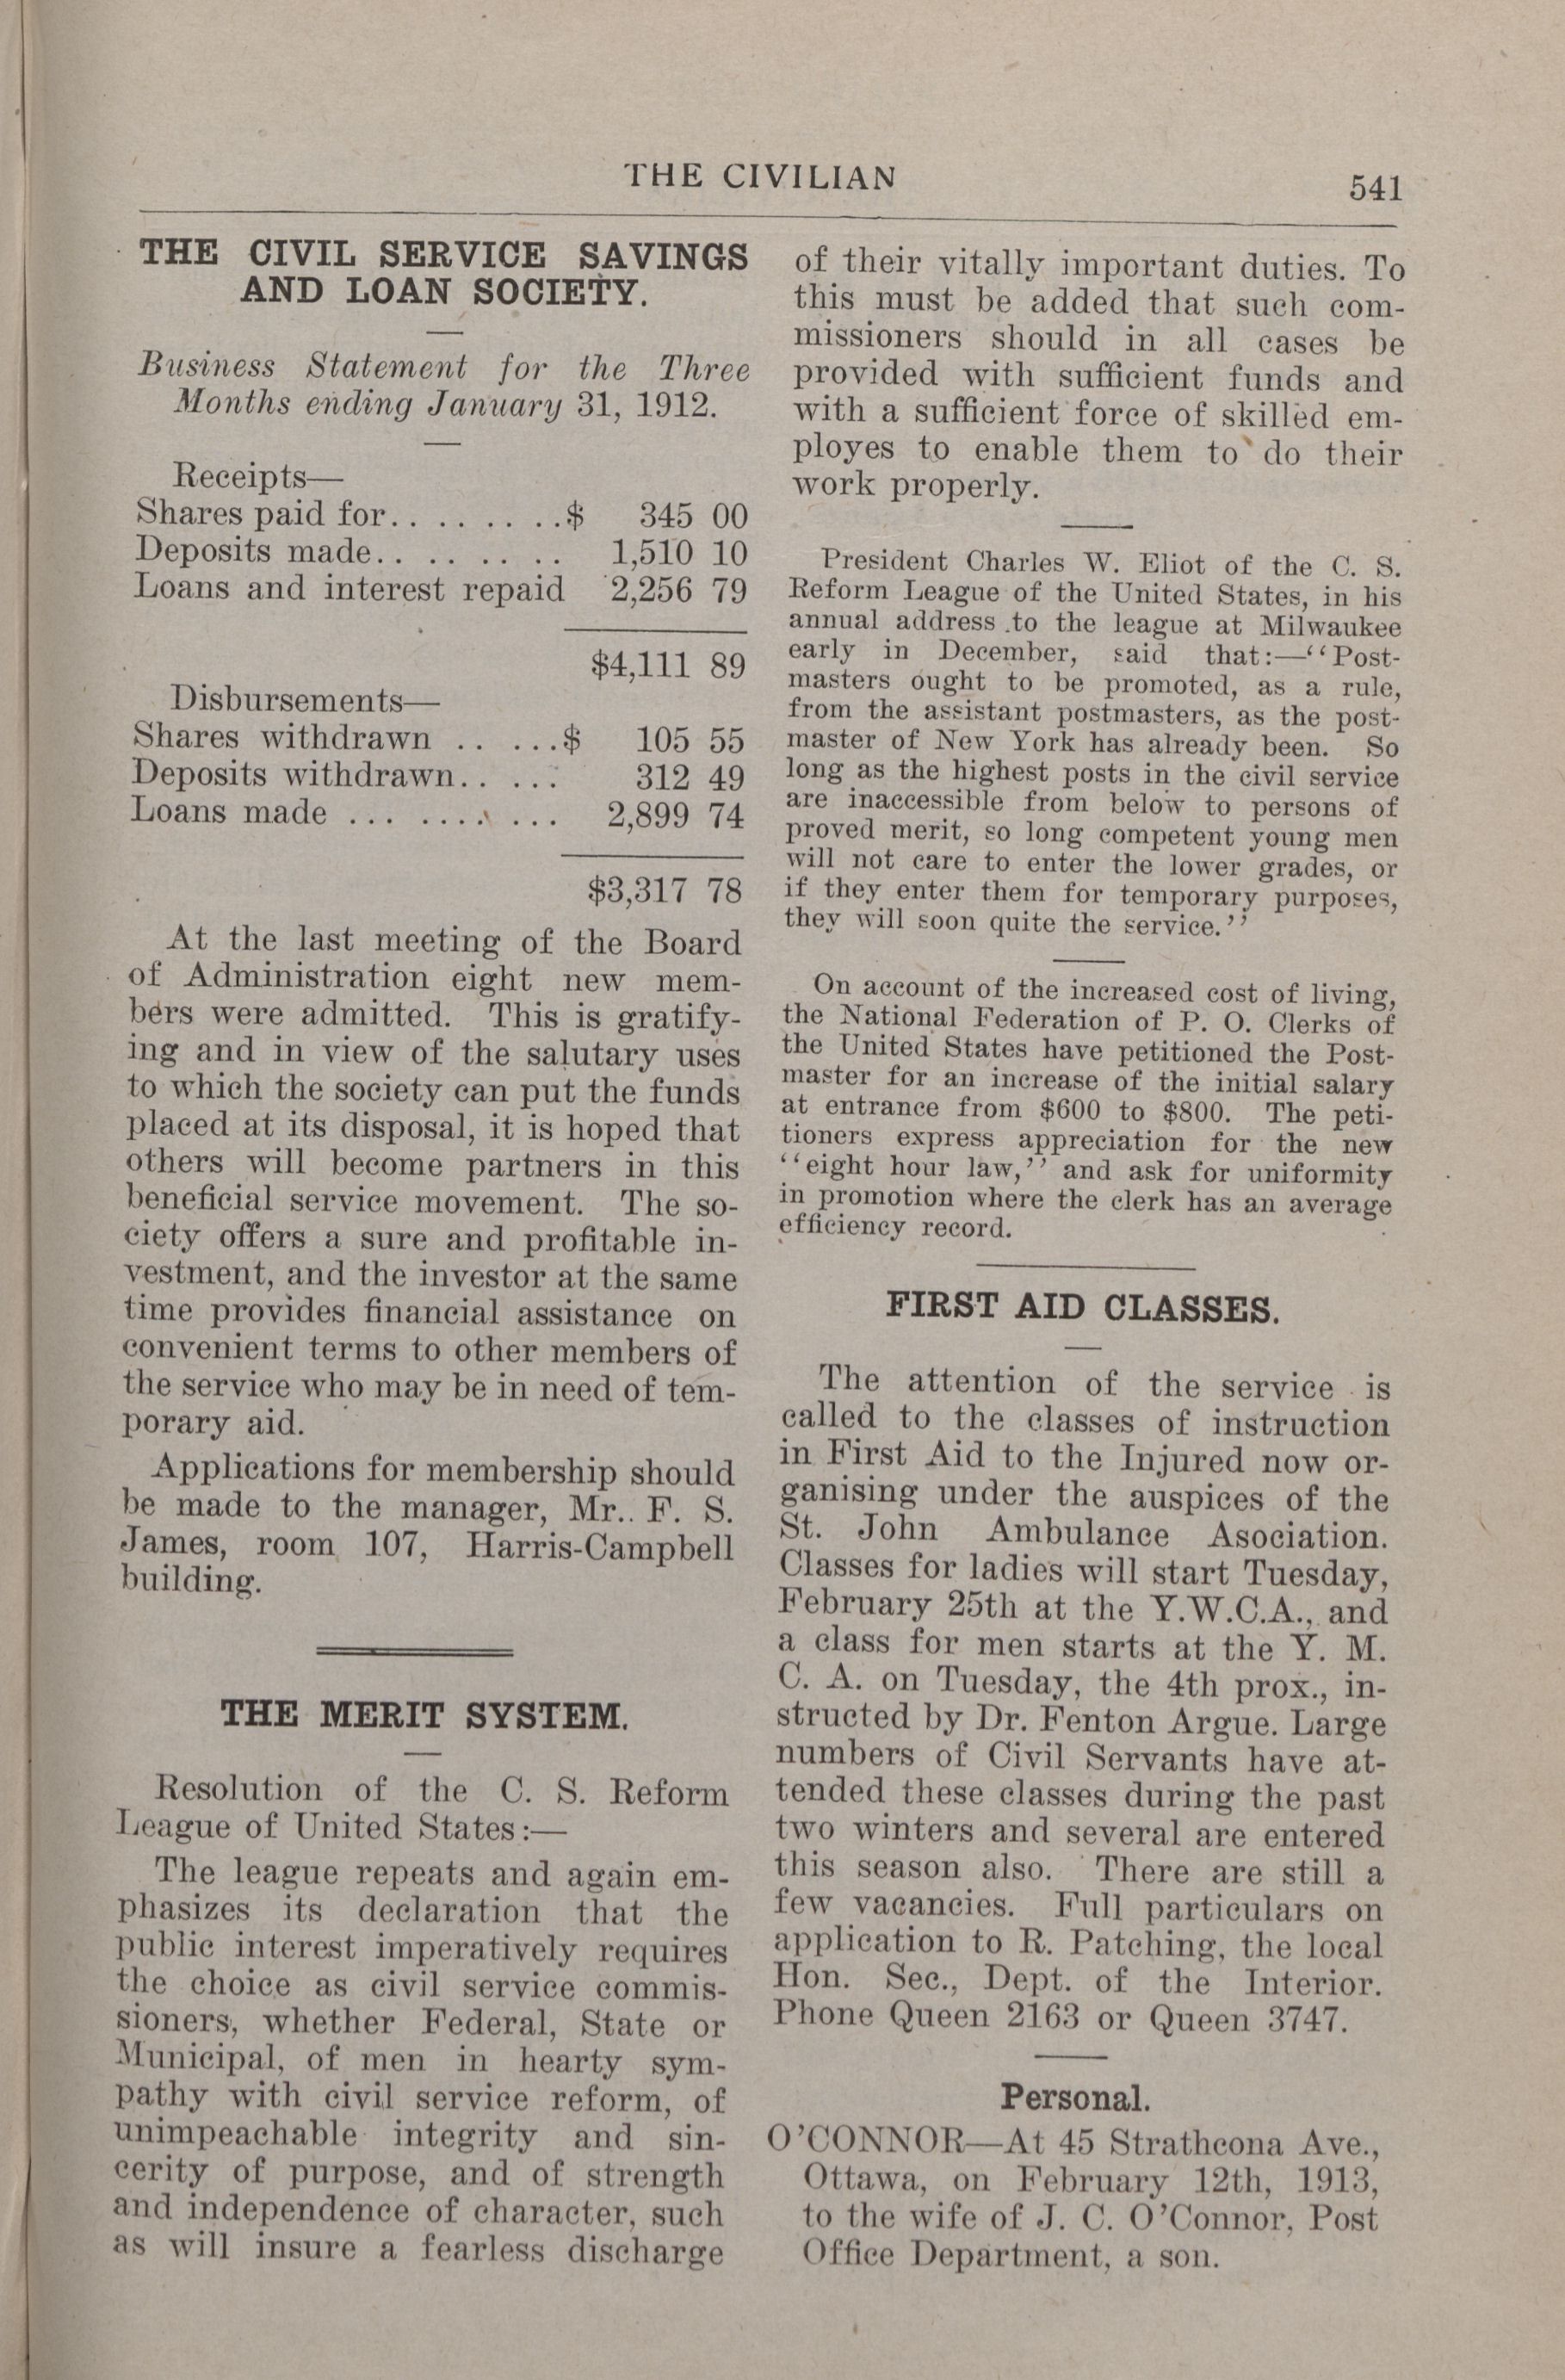 THE CIVILIAN
541
THE CIVIL SERVICE SAVINGS
AND LOAN SOCIETY.
Business Statement for the Three
Months ending January 31, 1912.
Receipts—
Shares paid for.. .. .. .. ..$ 345 00
Deposits made.. .. .. .. .. 1,510 10
Loans and interest repaid 2,256 79
$4,111 89
Disbursements—
Shares withdrawn .. .. ...$ 105 55
Deposits withdrawn.. .. ... 312 49
Loans made ... .... ... ... 2,899 74
$3,317 78
At the last meeting of the Board
of Administration eight new mem-
bers were admitted. This is gratify-
ing and in view of the salutary uses
to which the society can put the funds
placed at its disposal, it is hoped that
others will become partners in this
beneficial service movement. The so-
ciety offers a sure and profitable in-
vestment, and the investor at the same
time provides financial assistance on
convenient terms to other members of
the service who may be in need of tem-
porary aid.
Applications for membership should
be made to the manager, Mr.. F. S.
James, room 107, Harris-Campbell
building.
THE MERIT SYSTEM.
Resolution of the C. S. Reform
League of United States:—
The league repeats and again em-
phasizes its declaration that the
public interest imperatively requires
the choice as civil service commis-
sioners, whether Federal, State or
Municipal, of men in hearty sym-
pathy with civil service reform, of
unimpeachable integrity and sin-
cerity of purpose, and of strength
and independence of character, such
as will insure a fearless discharge
of their vitally important duties. To
this must be added that such com-
missioners should in all cases be
provided with sufficient funds and
with a sufficient force of skilled em-
ployes to enable them to do their
work properly.
President Charles W. Eliot of the C. S.
Reform League of the United States, in his
annual address to the league at Milwaukee
early in December, said that:—‘‘Post-
masters ought to be promoted, as a rule,
from the assistant postmasters, as the post-
master of New York has already been. So
long as the highest posts in the civil service
are inaccessible from below to persons of
proved merit, so long competent young men
will not care to enter the lower grades, or
if they enter them for temporary purposes,
they will soon quite the service.’’
On account of the increased cost of living,
the National Federation of P. O. Clerks of
the United States have petitioned the Post-
master for an increase of the initial salary
at entrance from $600 to $800. The peti-
tioners express appreciation for the new
‘‘eight hour law,’’ and ask for uniformity
in promotion where the clerk has an average
efficiency record.
FIRST AID CLASSES.
The attention of the service is
called to the classes of instruction
in First Aid to the Injured now or-
ganising under the auspices of the
St. John Ambulance Asociation.
Classes for ladies will start Tuesday,
February 25th at the Y.W.C.A., and
a class for men starts at the Y. M.
C. A. on Tuesday, the 4th prox., in-
structed by Dr. Fenton Argue. Large
numbers of Civil Servants have at-
tended these classes during the past
two winters and several are entered
this season also. There are still a
few vacancies. Full particulars on
application to R. Patching, the local
Hon. Sec., Dept. of the Interior.
Phone Queen 2163 or Queen 3747.
Personal.
O’CONNOR—At 45 Strathcona Ave.,
Ottawa, on February 12th, 1913,
to the wife of J. C. O’Connor, Post
Office Department, a son.